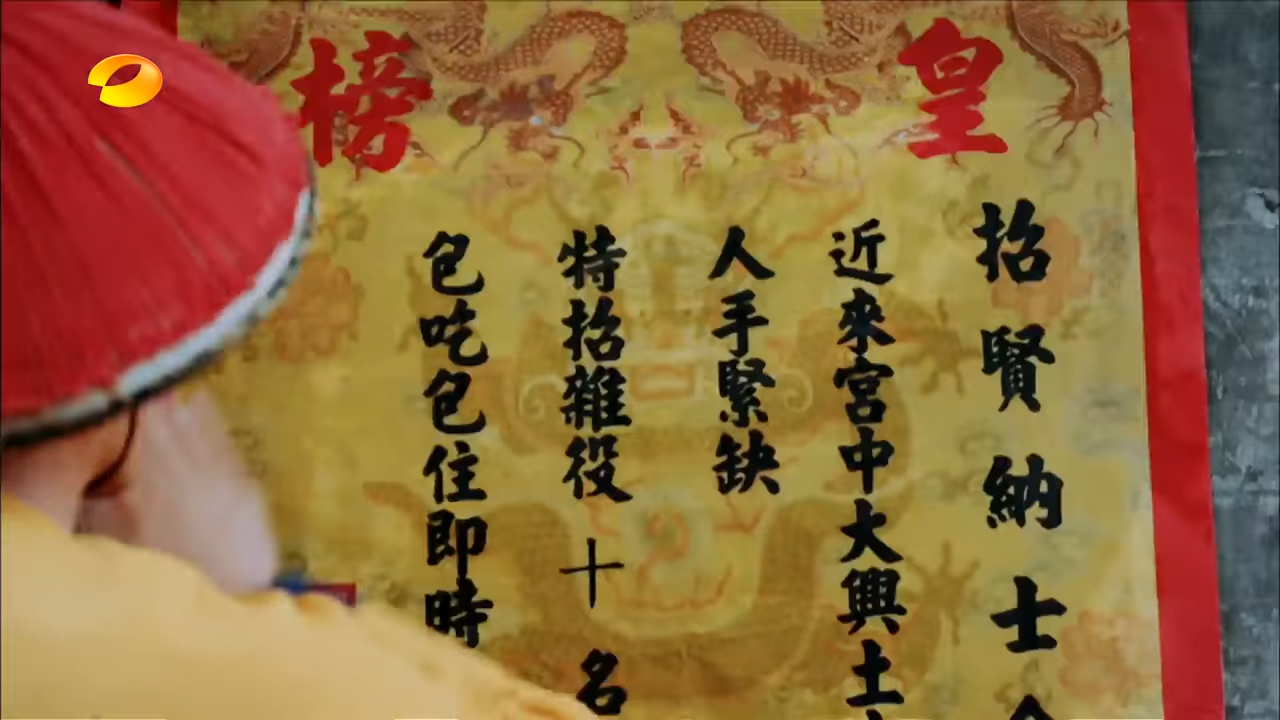 皇榜
招賢納士
近來宮中大興土
人手緊缺
特招雜役十名
包吃包住即時